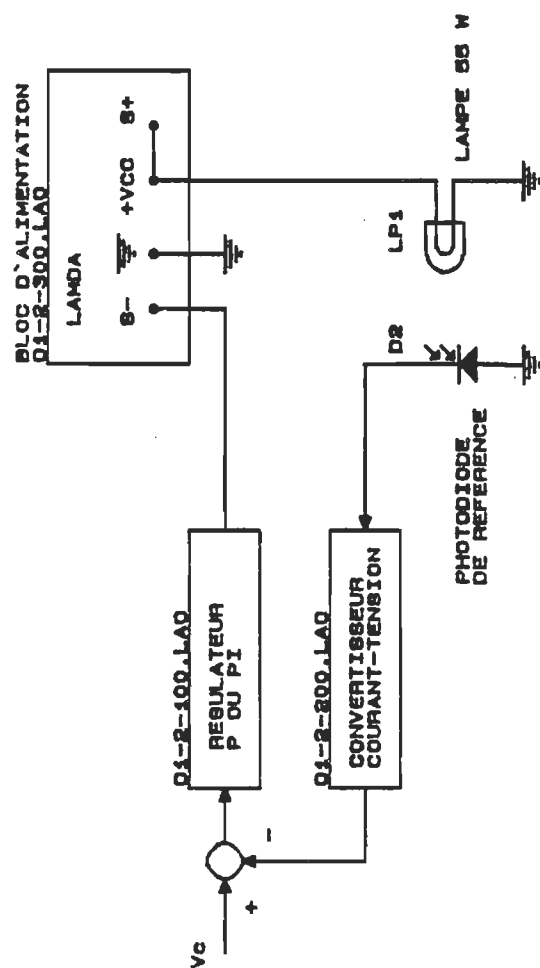 BLOC D`ALIMENTATION
01-2-300.LAO
LAMDA
S-
+VCC
S+
01-2-100.LAO
REGULATEUR
P OU PI
Vc
+
-
01-2-200.LAO
CONVERTISSEUR
COURANT-TENSION
D2
PHOTODIODE
DE REFERENCE
LP1
LAMPE 55 W